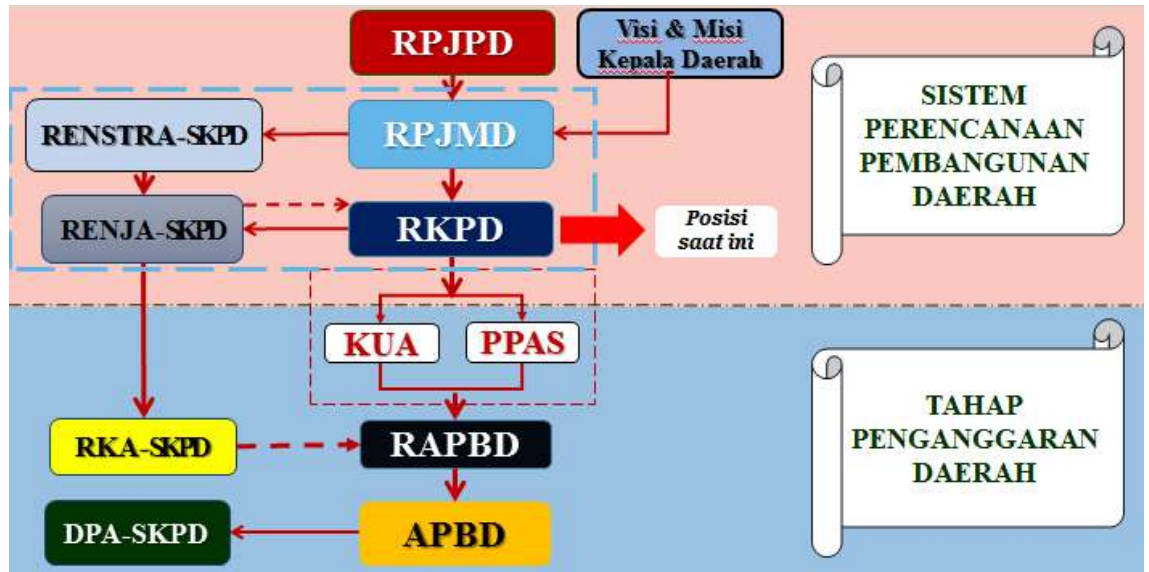 RPJPD
Visi & Misi
Kepala Daerah
RENSTRA-SKPD
RPJMD
RENJA-SKPD
RKPD
Posisi
saat ini
SISTEM
PERENCANAAN
PEMBANGUNAN
DAERAH
KUA
PPAS
RKA-SKPD
RAPBD
DPA-SKPD
APBD
TAHAP
PENGANGGARAN
DAERAH